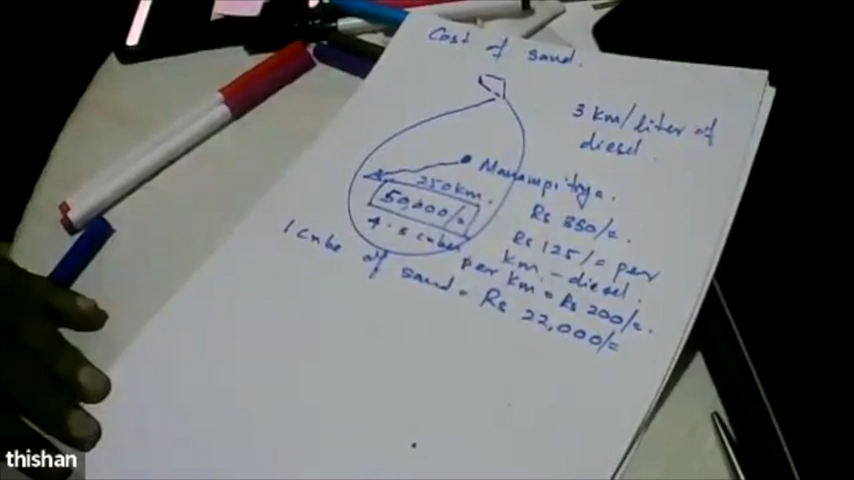 Cost of sand.
3 km/liter of
diesel.
Manampitiya.
250km.
50,000/=
4.5 cubes
Rs 350/=.
Rs 125/= per
km - diesel.
per km = Rs 200/=.
1 cube of sand = Rs 22,000/=
thishan